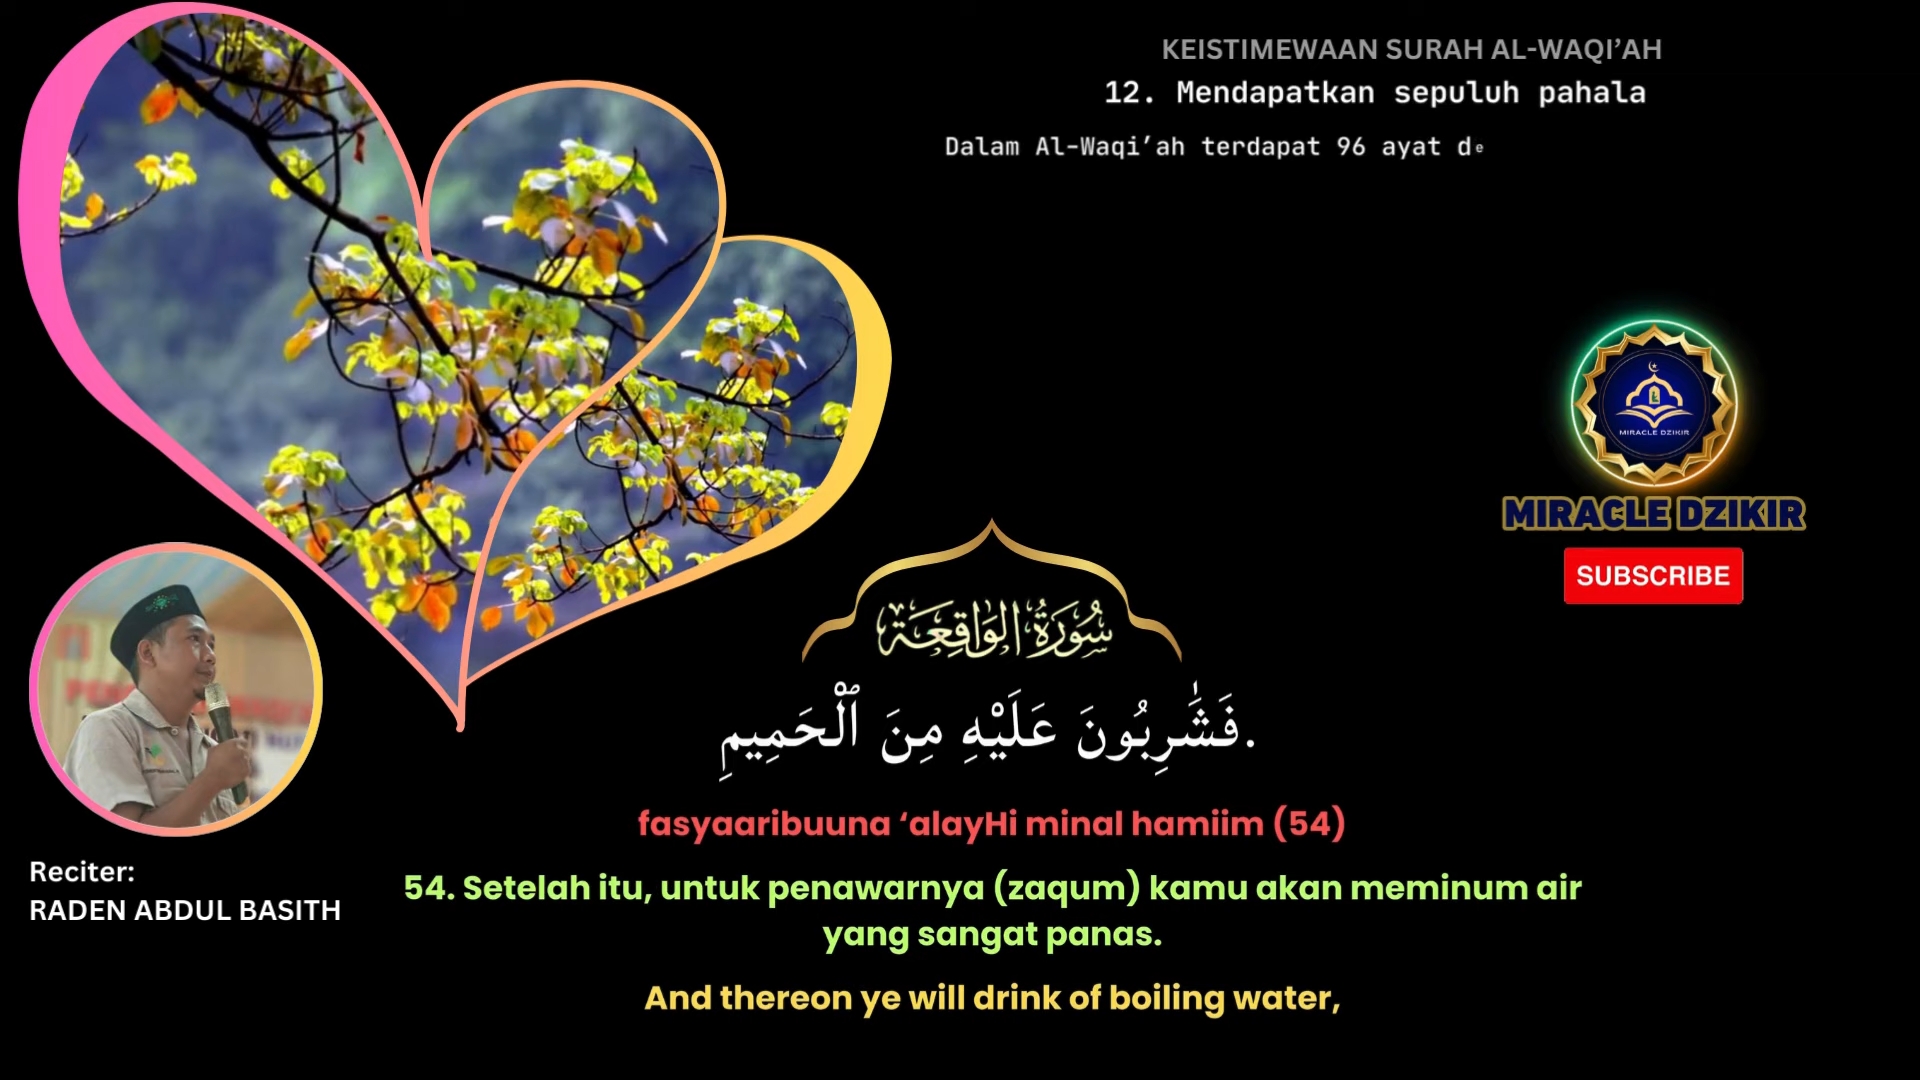 KEISTIMEWAAN SURAH AL-WAQI’AH
12. Mendapatkan sepuluh pahala
Dalam Al-Waqi’ah terdapat 96 ayat de
MIRACLE DZIKIR
MIRACLE DZIKIR
SUBSCRIBE
سُوْرَةُ الوَاقِعَة
فَشَٰرِبُونَ عَلَيْهِ مِنَ ٱلْحَمِيمِ.
fasyaaribuuna ‘alayHi minal hamiim (54)
Reciter:
RADEN ABDUL BASITH
54. Setelah itu, untuk penawarnya (zaqum) kamu akan meminum air
yang sangat panas.
And thereon ye will drink of boiling water,